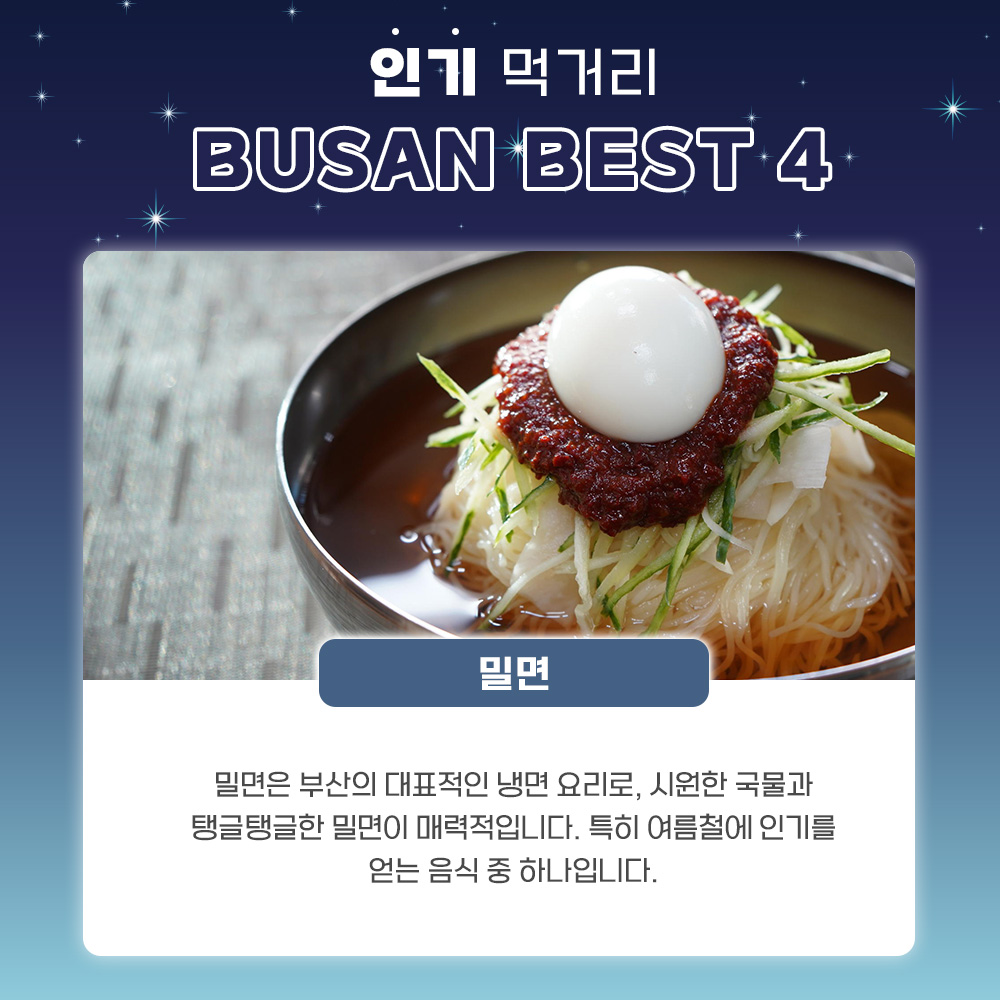 인기 먹거리
BUSAN BEST 4
밀면
밀면은 부산의 대표적인 냉면 요리로, 시원한 국물과
탱글탱글한 밀면이 매력적입니다. 특히 여름철에 인기를
얻는 음식 중 하나입니다.